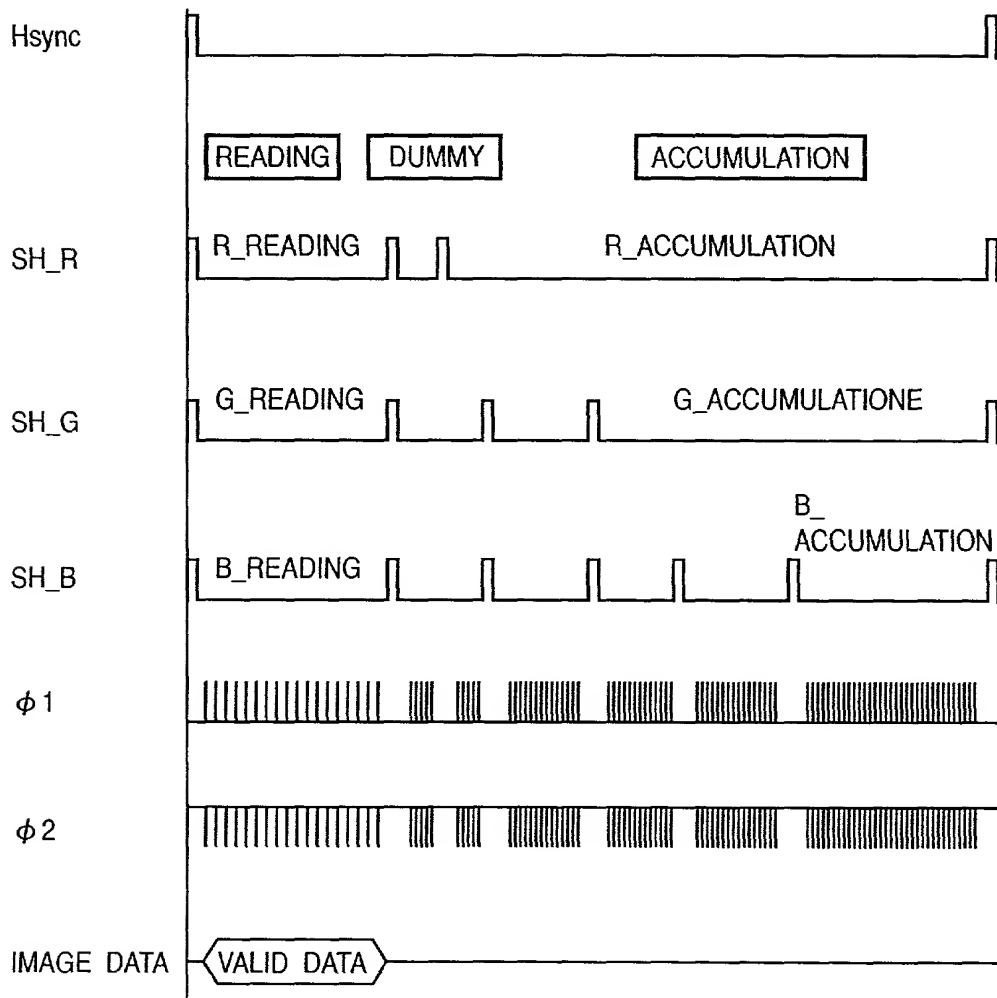 Hsync
READING DUMMY ACCUMULATION
SH_R R_READING R_ACCUMULATION
SH_G G_READING G_ACCUMULATIONE
B_
SH_B B_READING ACCUMULATION
ϕ1
ϕ2
IMAGE DATA VALID DATA